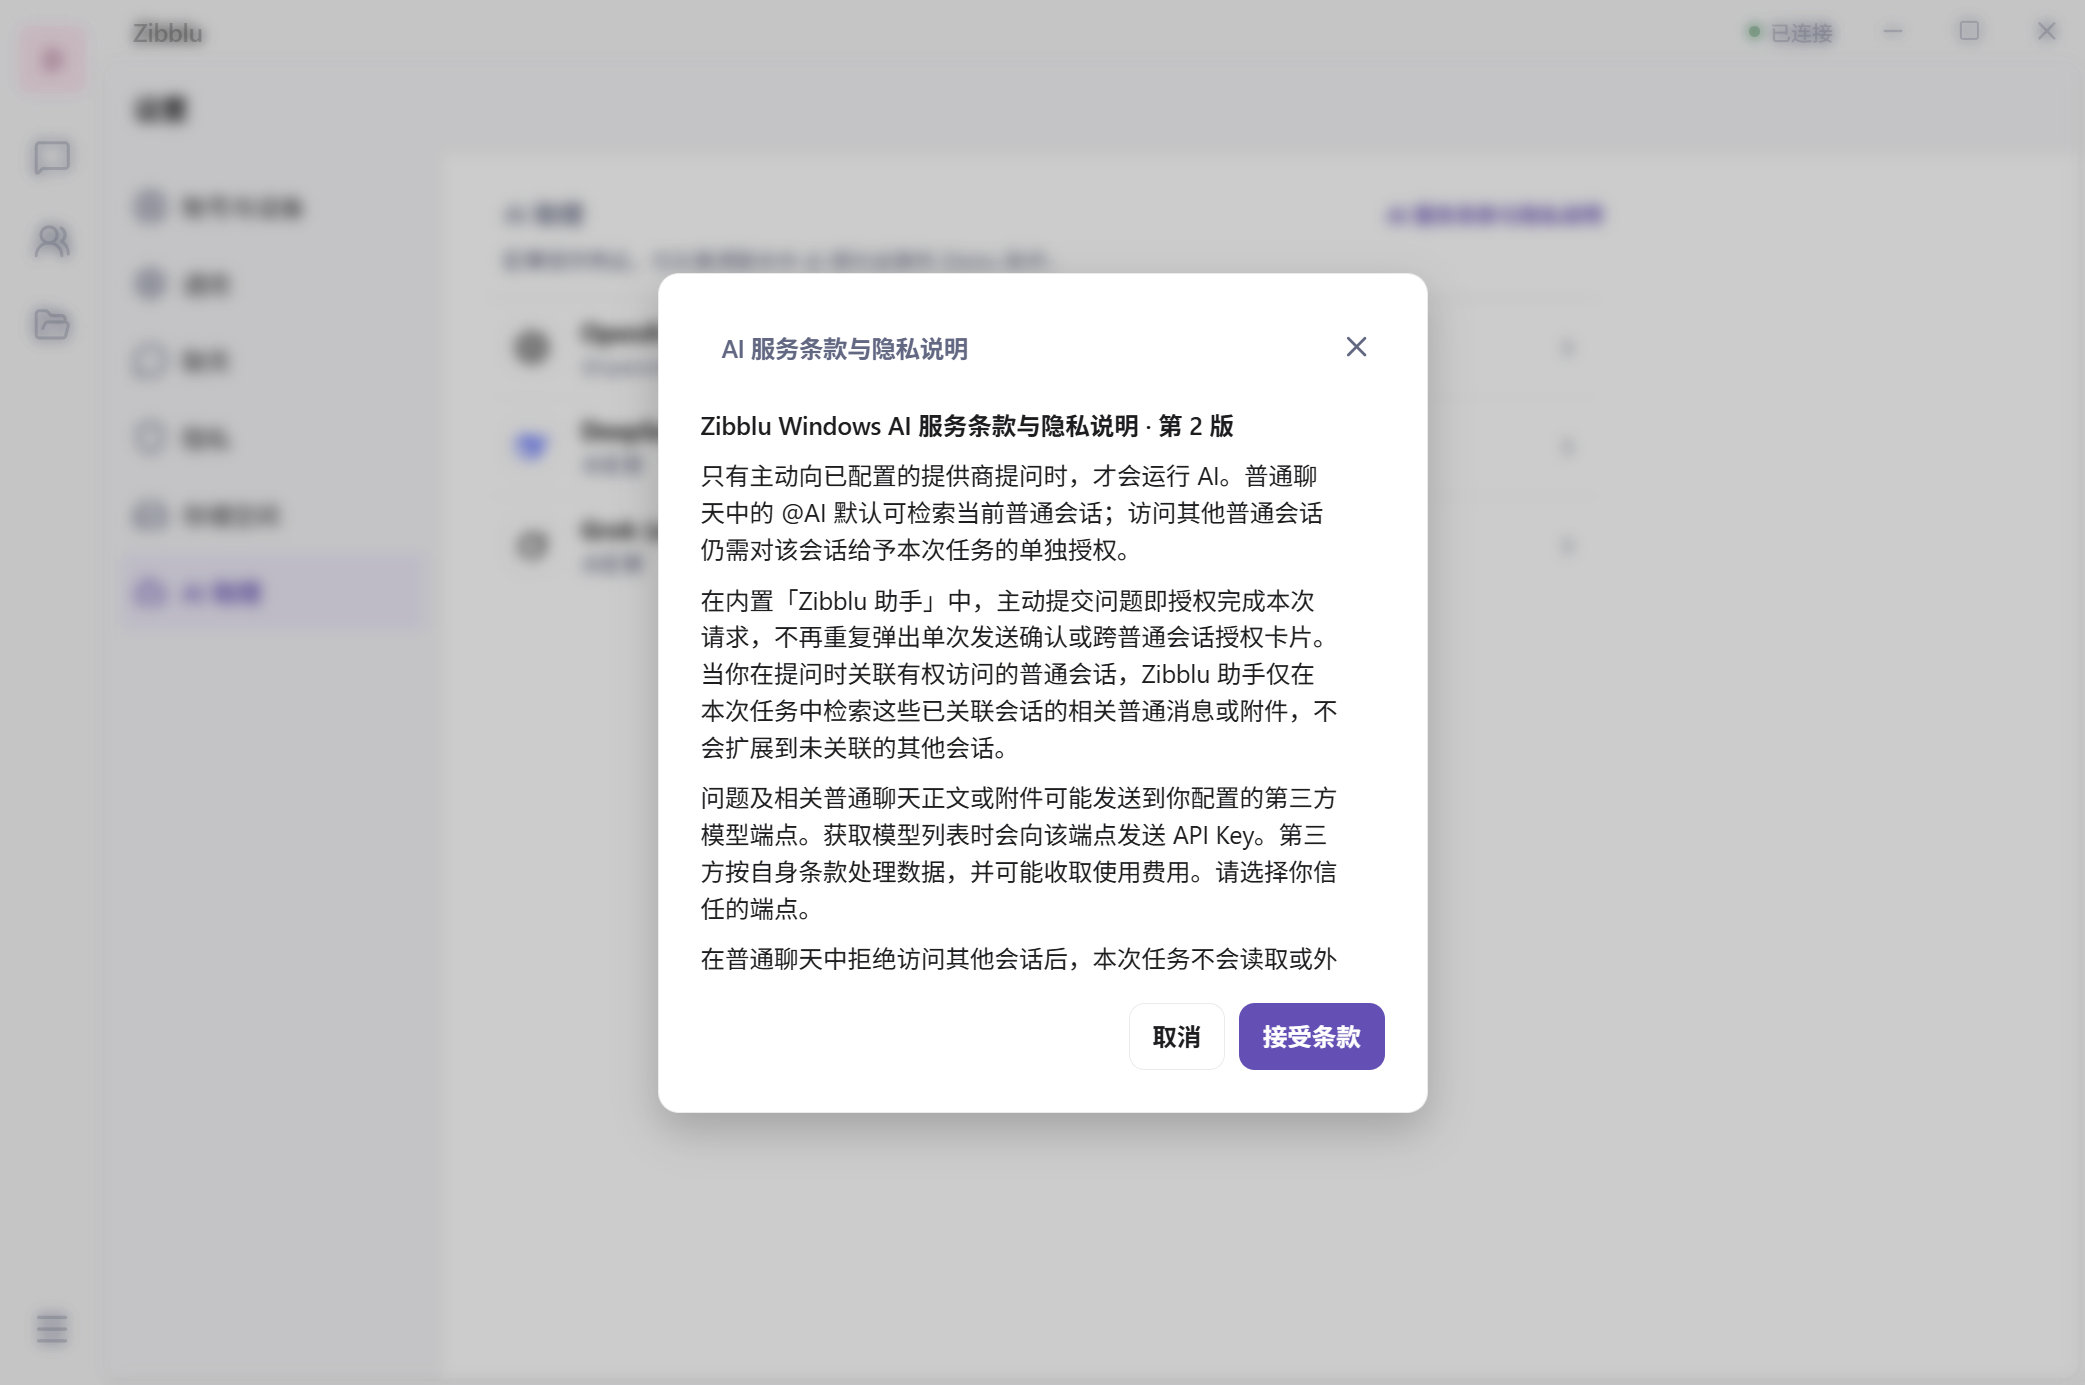 Zibblu
已连接
设置
AI 服务条款与隐私说明
Zibblu Windows AI 服务条款与隐私说明 · 第 2 版
只有主动向已配置的提供商提问时，才会运行 AI。普通聊
天中的 @AI 默认可检索当前普通会话；访问其他普通会话
仍需对该会话给予本次任务的单独授权。
在内置「Zibblu 助手」中，主动提交问题即授权完成本次
请求，不再重复弹出单次发送确认或跨普通会话授权卡片。
当你在提问时关联有权访问的普通会话，Zibblu 助手仅在
本次任务中检索这些已关联会话的相关普通消息或附件，不
会扩展到未关联的其他会话。
问题及相关普通聊天正文或附件可能发送到你配置的第三方
模型端点。获取模型列表时会向该端点发送 API Key。第三
方按自身条款处理数据，并可能收取使用费用。请选择你信
任的端点。
在普通聊天中拒绝访问其他会话后，本次任务不会读取或外
取消
接受条款